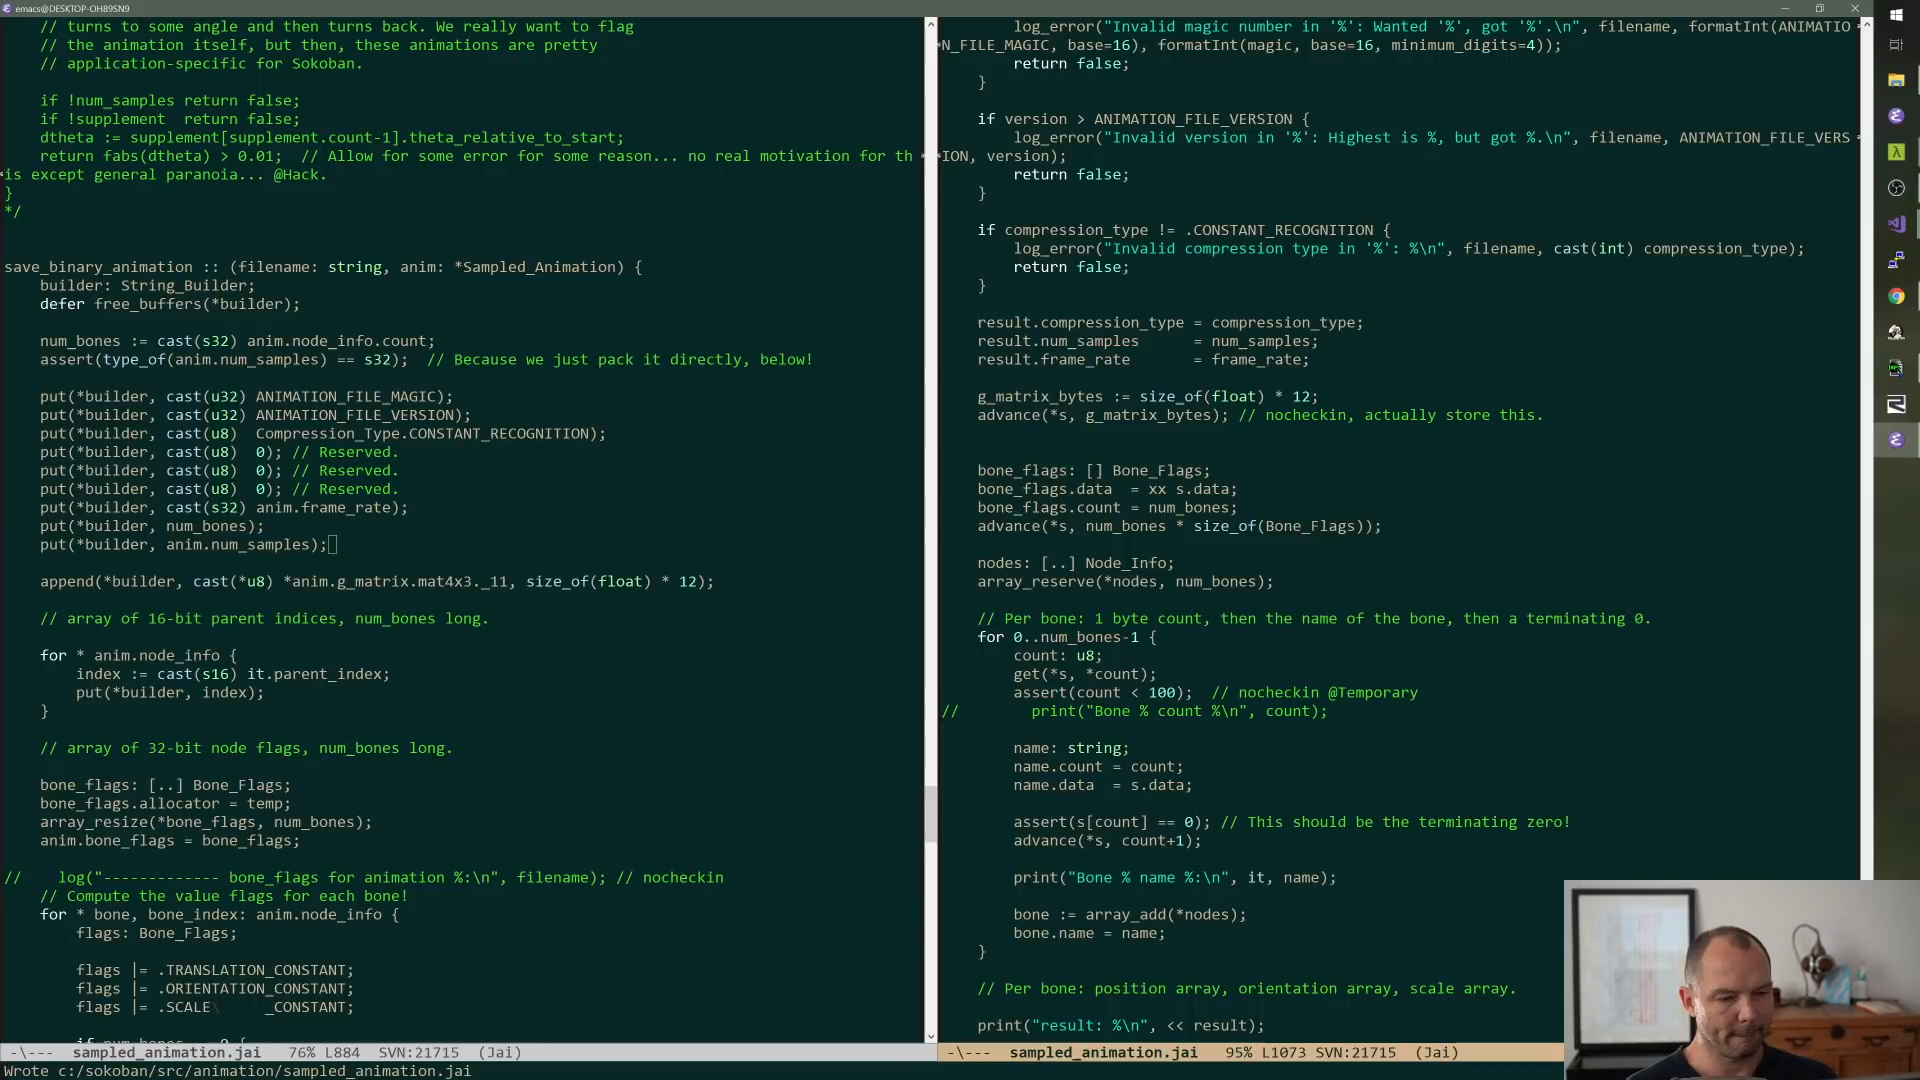 emacs@DESKTOP-OH89SN9
// turns to some angle and then turns back. We really want to flag
// the animation itself, but then, these animations are pretty
// application-specific for Sokoban.
if !num_samples return false;
if !supplement  return false;
dtheta := supplement[supplement.count-1].theta_relative_to_start;
return fabs(dtheta) > 0.01;  // Allow for some error for some reason... no real motivation for th
is except general paranoia... @Hack.
}
*/
save_binary_animation :: (filename: string, anim: *Sampled_Animation) {
builder: String_Builder;
defer free_buffers(*builder);
num_bones := cast(s32) anim.node_info.count;
assert(type_of(anim.num_samples) == s32);  // Because we just pack it directly, below!
put(*builder, cast(u32) ANIMATION_FILE_MAGIC);
put(*builder, cast(u32) ANIMATION_FILE_VERSION);
put(*builder, cast(u8)  Compression_Type.CONSTANT_RECOGNITION);
put(*builder, cast(u8)  0); // Reserved.
put(*builder, cast(u8)  0); // Reserved.
put(*builder, cast(u8)  0); // Reserved.
put(*builder, cast(s32) anim.frame_rate);
put(*builder, num_bones);
put(*builder, anim.num_samples);
append(*builder, cast(*u8) *anim.g_matrix.mat4x3._11, size_of(float) * 12);
// array of 16-bit parent indices, num_bones long.
for * anim.node_info {
index := cast(s16) it.parent_index;
put(*builder, index);
}
// array of 32-bit node flags, num_bones long.
bone_flags: [..] Bone_Flags;
bone_flags.allocator = temp;
array_resize(*bone_flags, num_bones);
anim.bone_flags = bone_flags;
//    log("------------- bone_flags for animation %:\n", filename); // nocheckin
// Compute the value flags for each bone!
for * bone, bone_index: anim.node_info {
flags: Bone_Flags;
flags |= .TRANSLATION_CONSTANT;
flags |= .ORIENTATION_CONSTANT;
flags |= .SCALE\     _CONSTANT;
-\---  sampled_animation.jai   76% L884  SVN:21715  (Jai)
Wrote c:/sokoban/src/animation/sampled_animation.jai
log_error("Invalid magic number in '%': Wanted '%', got '%'.\n", filename, formatInt(ANIMATIO
N_FILE_MAGIC, base=16), formatInt(magic, base=16, minimum_digits=4));
return false;
}
if version > ANIMATION_FILE_VERSION {
log_error("Invalid version in '%': Highest is %, but got %.\n", filename, ANIMATION_FILE_VERS
ION, version);
return false;
}
if compression_type != .CONSTANT_RECOGNITION {
log_error("Invalid compression type in '%': %\n", filename, cast(int) compression_type);
return false;
}
result.compression_type = compression_type;
result.num_samples      = num_samples;
result.frame_rate       = frame_rate;
g_matrix_bytes := size_of(float) * 12;
advance(*s, g_matrix_bytes); // nocheckin, actually store this.
bone_flags: [] Bone_Flags;
bone_flags.data  = xx s.data;
bone_flags.count = num_bones;
advance(*s, num_bones * size_of(Bone_Flags));
nodes: [..] Node_Info;
array_reserve(*nodes, num_bones);
// Per bone: 1 byte count, then the name of the bone, then a terminating 0.
for 0..num_bones-1 {
count: u8;
get(*s, *count);
assert(count < 100);  // nocheckin @Temporary
//        print("Bone % count %\n", count);
name: string;
name.count = count;
name.data  = s.data;
assert(s[count] == 0); // This should be the terminating zero!
advance(*s, count+1);
print("Bone % name %:\n", it, name);
bone := array_add(*nodes);
bone.name = name;
}
// Per bone: position array, orientation array, scale array.
print("result: %\n", << result);
-\---  sampled_animation.jai   95% L1073 SVN:21715  (Jai)